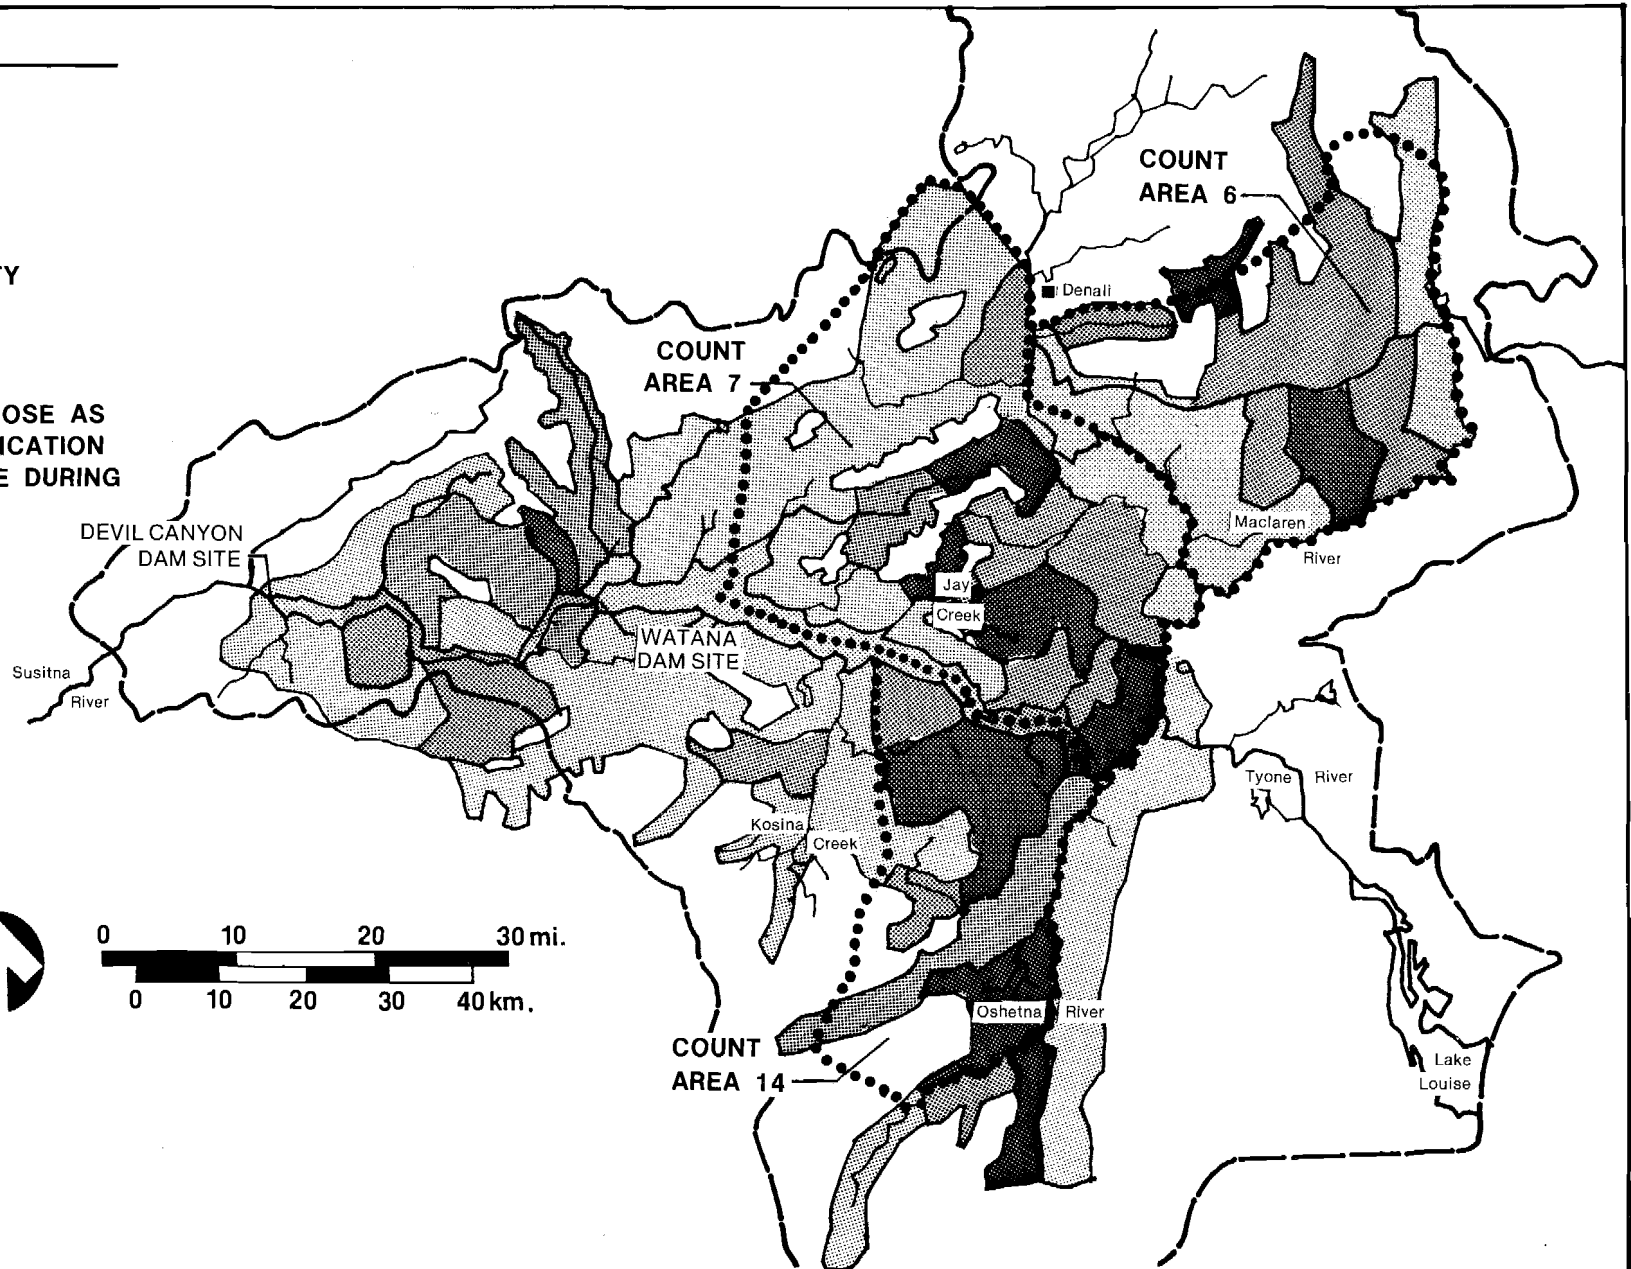 TY
OSE AS
ICATION
E DURING
COUNT
AREA 6
Denali
COUNT
AREA 7
DEVIL CANYON
DAM SITE
Maclaren
River
Jay
Creek
WATANA
DAM SITE
Susitna
River
Tyone River
Kosina
Creek
0 10 20 30 mi.
0 10 20 30 40 km.
Oshetna River
COUNT
AREA 14
Lake
Louise